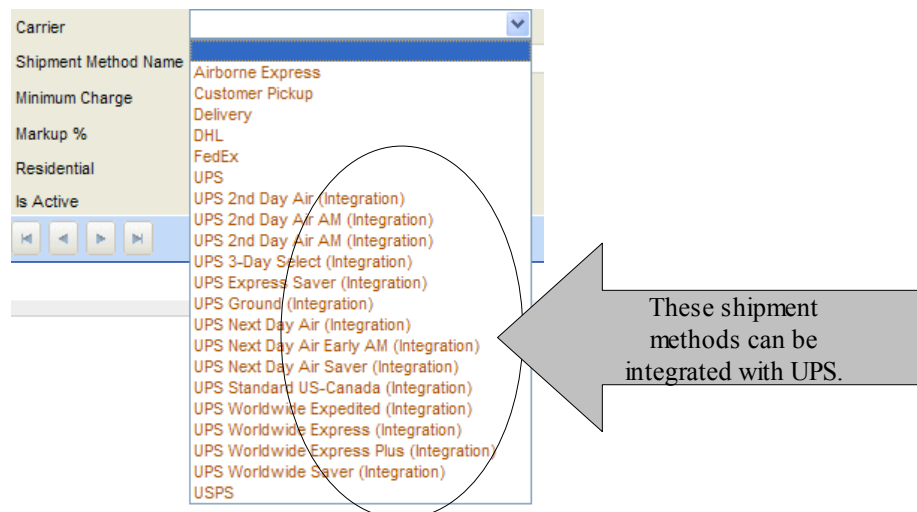 Carrier
Shipment Method Name
Minimum Charge
Markup %
Residential
Is Active
Airborne Express
Customer Pickup
Delivery
DHL
FedEx
UPS
UPS 2nd Day Air (Integration)
UPS 2nd Day Air AM (Integration)
UPS 2nd Day Air AM (Integration)
UPS 3-Day Select (Integration)
UPS Express Saver (Integration)
UPS Ground (Integration)
UPS Next Day Air (Integration)
UPS Next Day Air Early AM (Integration)
UPS Next Day Air Saver (Integration)
UPS Standard US-Canada (Integration)
UPS Worldwide Expedited (Integration)
UPS Worldwide Express (Integration)
UPS Worldwide Express Plus (Integration)
UPS Worldwide Saver (Integration)
USPS
These shipment
methods can be
integrated with UPS.